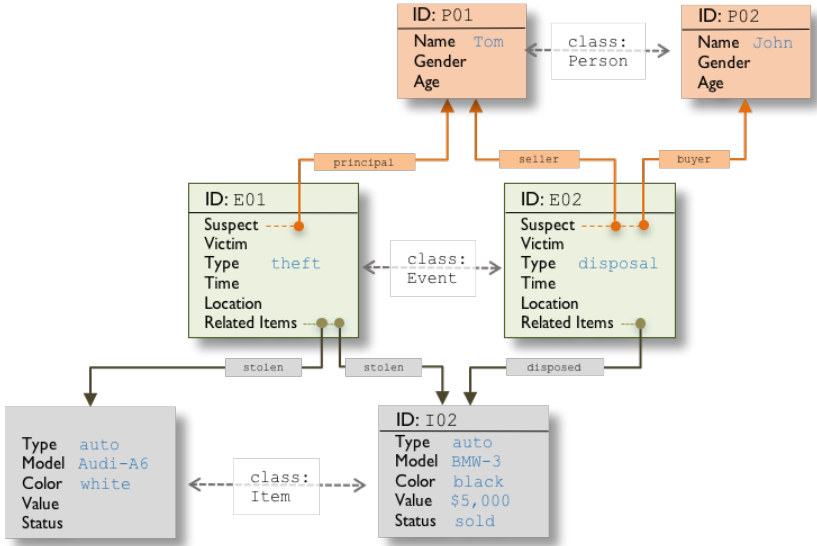 ID: P01
Name Tom
Gender
Age
class:
Person
ID: P02
Name John
Gender
Age
principal
seller
buyer
ID: E01
Suspect
Victim
Type theft
Time
Location
Related Items
class:
Event
ID: E02
Suspect
Victim
Type disposal
Time
Location
Related Items
stolen
stolen
disposed
Type auto
Model Audi-A6
Color white
Value
Status
class:
Item
ID: I02
Type auto
Model BMW-3
Color black
Value $5,000
Status sold